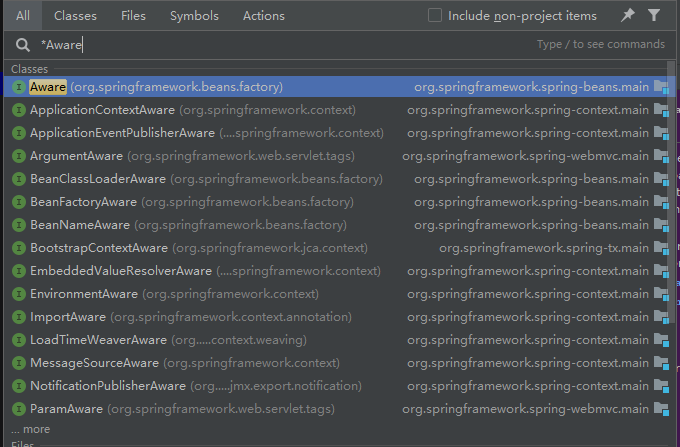 All Classes Files Symbols Actions Include non-project items
*Aware Type / to see commands
Classes
Aware (org.springframework.beans.factory) org.springframework.spring-beans.main
ApplicationContextAware (org.springframework.context) org.springframework.spring-context.main
ApplicationEventPublisherAware (....springframework.context) org.springframework.spring-context.main
ArgumentAware (org.springframework.web.servlet.tags) org.springframework.spring-webmvc.main
BeanClassLoaderAware (org.springframework.beans.factory) org.springframework.spring-beans.main
BeanFactoryAware (org.springframework.beans.factory) org.springframework.spring-beans.main
BeanNameAware (org.springframework.beans.factory) org.springframework.spring-beans.main
BootstrapContextAware (org.springframework.jca.context) org.springframework.spring-tx.main
EmbeddedValueResolverAware (....springframework.context) org.springframework.spring-context.main
EnvironmentAware (org.springframework.context) org.springframework.spring-context.main
ImportAware (org.springframework.context.annotation) org.springframework.spring-context.main
LoadTimeWeaverAware (org.....context.weaving) org.springframework.spring-context.main
MessageSourceAware (org.springframework.context) org.springframework.spring-context.main
NotificationPublisherAware (org.....jmx.export.notification) org.springframework.spring-context.main
ParamAware (org.springframework.web.servlet.tags) org.springframework.spring-webmvc.main
... more
Files